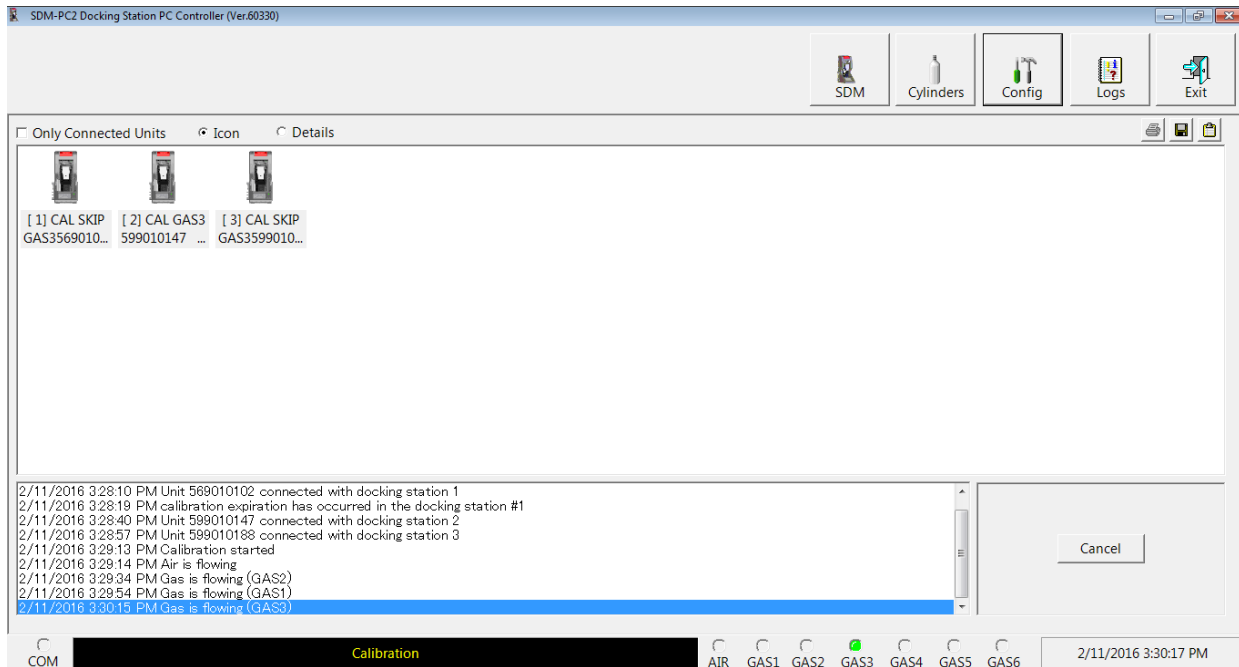 SDM-PC2 Docking Station PC Controller (Ver.60330)
SDM Cylinders Config Logs Exit
Only Connected Units Icon Details
[ 1] CAL SKIP [ 2] CAL GAS3 [ 3] CAL SKIP
GAS3569010... 599010147 ... GAS3599010...
2/11/2016 3:28:10 PM Unit 569010102 connected with docking station 1
2/11/2016 3:28:19 PM calibration expiration has occurred in the docking station #1
2/11/2016 3:28:40 PM Unit 599010147 connected with docking station 2
2/11/2016 3:28:57 PM Unit 599010188 connected with docking station 3
2/11/2016 3:29:13 PM Calibration started
2/11/2016 3:29:14 PM Air is flowing
2/11/2016 3:29:34 PM Gas is flowing (GAS2)
2/11/2016 3:29:54 PM Gas is flowing (GAS1)
2/11/2016 3:30:15 PM Gas is flowing (GAS3)
Cancel
COM Calibration AIR GAS1 GAS2 GAS3 GAS4 GAS5 GAS6 2/11/2016 3:30:17 PM